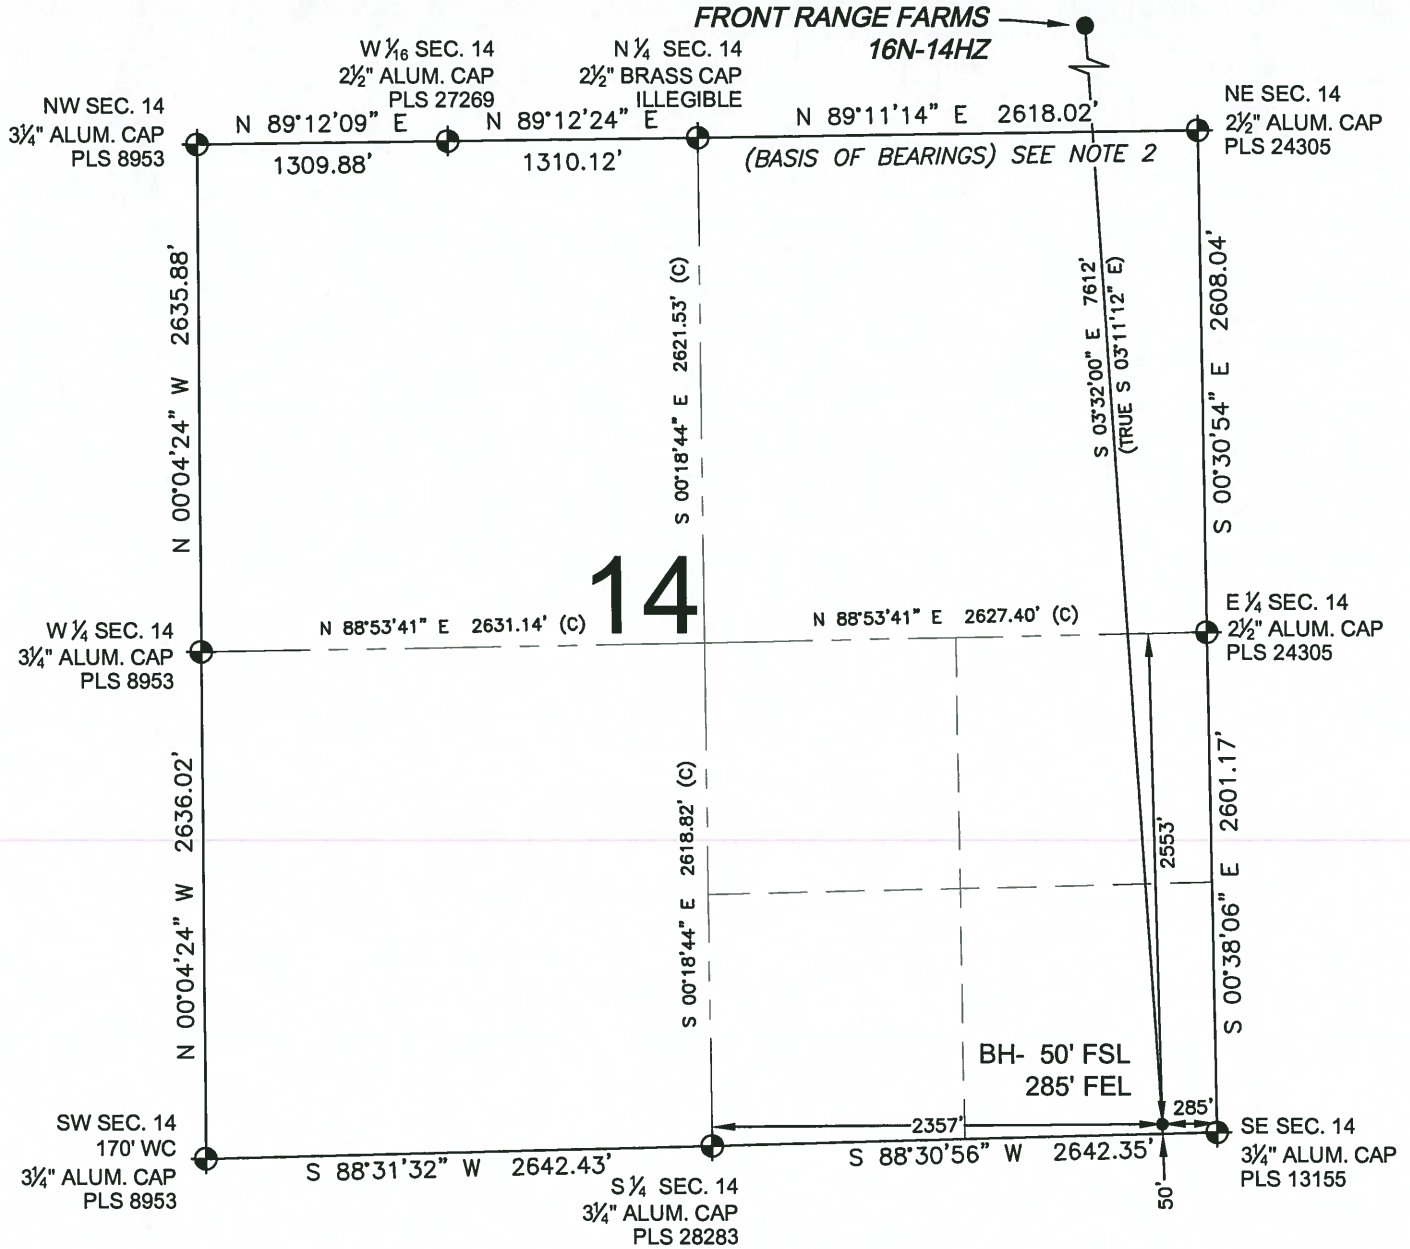 FRONT RANGE FARMS
16N-14HZ
W 1/16 SEC. 14
2½" ALUM. CAP
PLS 27269
N ¼ SEC. 14
2½" BRASS CAP
ILLEGIBLE
NW SEC. 14
3¼" ALUM. CAP
PLS 8953
NE SEC. 14
2½" ALUM. CAP
PLS 24305
N 89°12'09" E
1309.88'
N 89°12'24" E
1310.12'
N 89°11'14" E 2618.02'
(BASIS OF BEARINGS) SEE NOTE 2
N 00°04'24" W 2635.88'
S 00°18'44" E 2621.53' (C)
S 03°32'00" E 7612'
(TRUE S 03°11'12" E)
S 00°30'54" E 2608.04'
14
W ¼ SEC. 14
3¼" ALUM. CAP
PLS 8953
N 88°53'41" E 2631.14' (C)
N 88°53'41" E 2627.40' (C)
E ¼ SEC. 14
2½" ALUM. CAP
PLS 24305
N 00°04'24" W 2636.02'
S 00°18'44" E 2618.82' (C)
2553'
S 00°38'06" E 2601.17'
BH- 50' FSL
285' FEL
2357'
285'
50'
SW SEC. 14
170' WC
3¼" ALUM. CAP
PLS 8953
S 88°31'32" W 2642.43'
S ¼ SEC. 14
3¼" ALUM. CAP
PLS 28283
S 88°30'56" W 2642.35'
SE SEC. 14
3¼" ALUM. CAP
PLS 13155